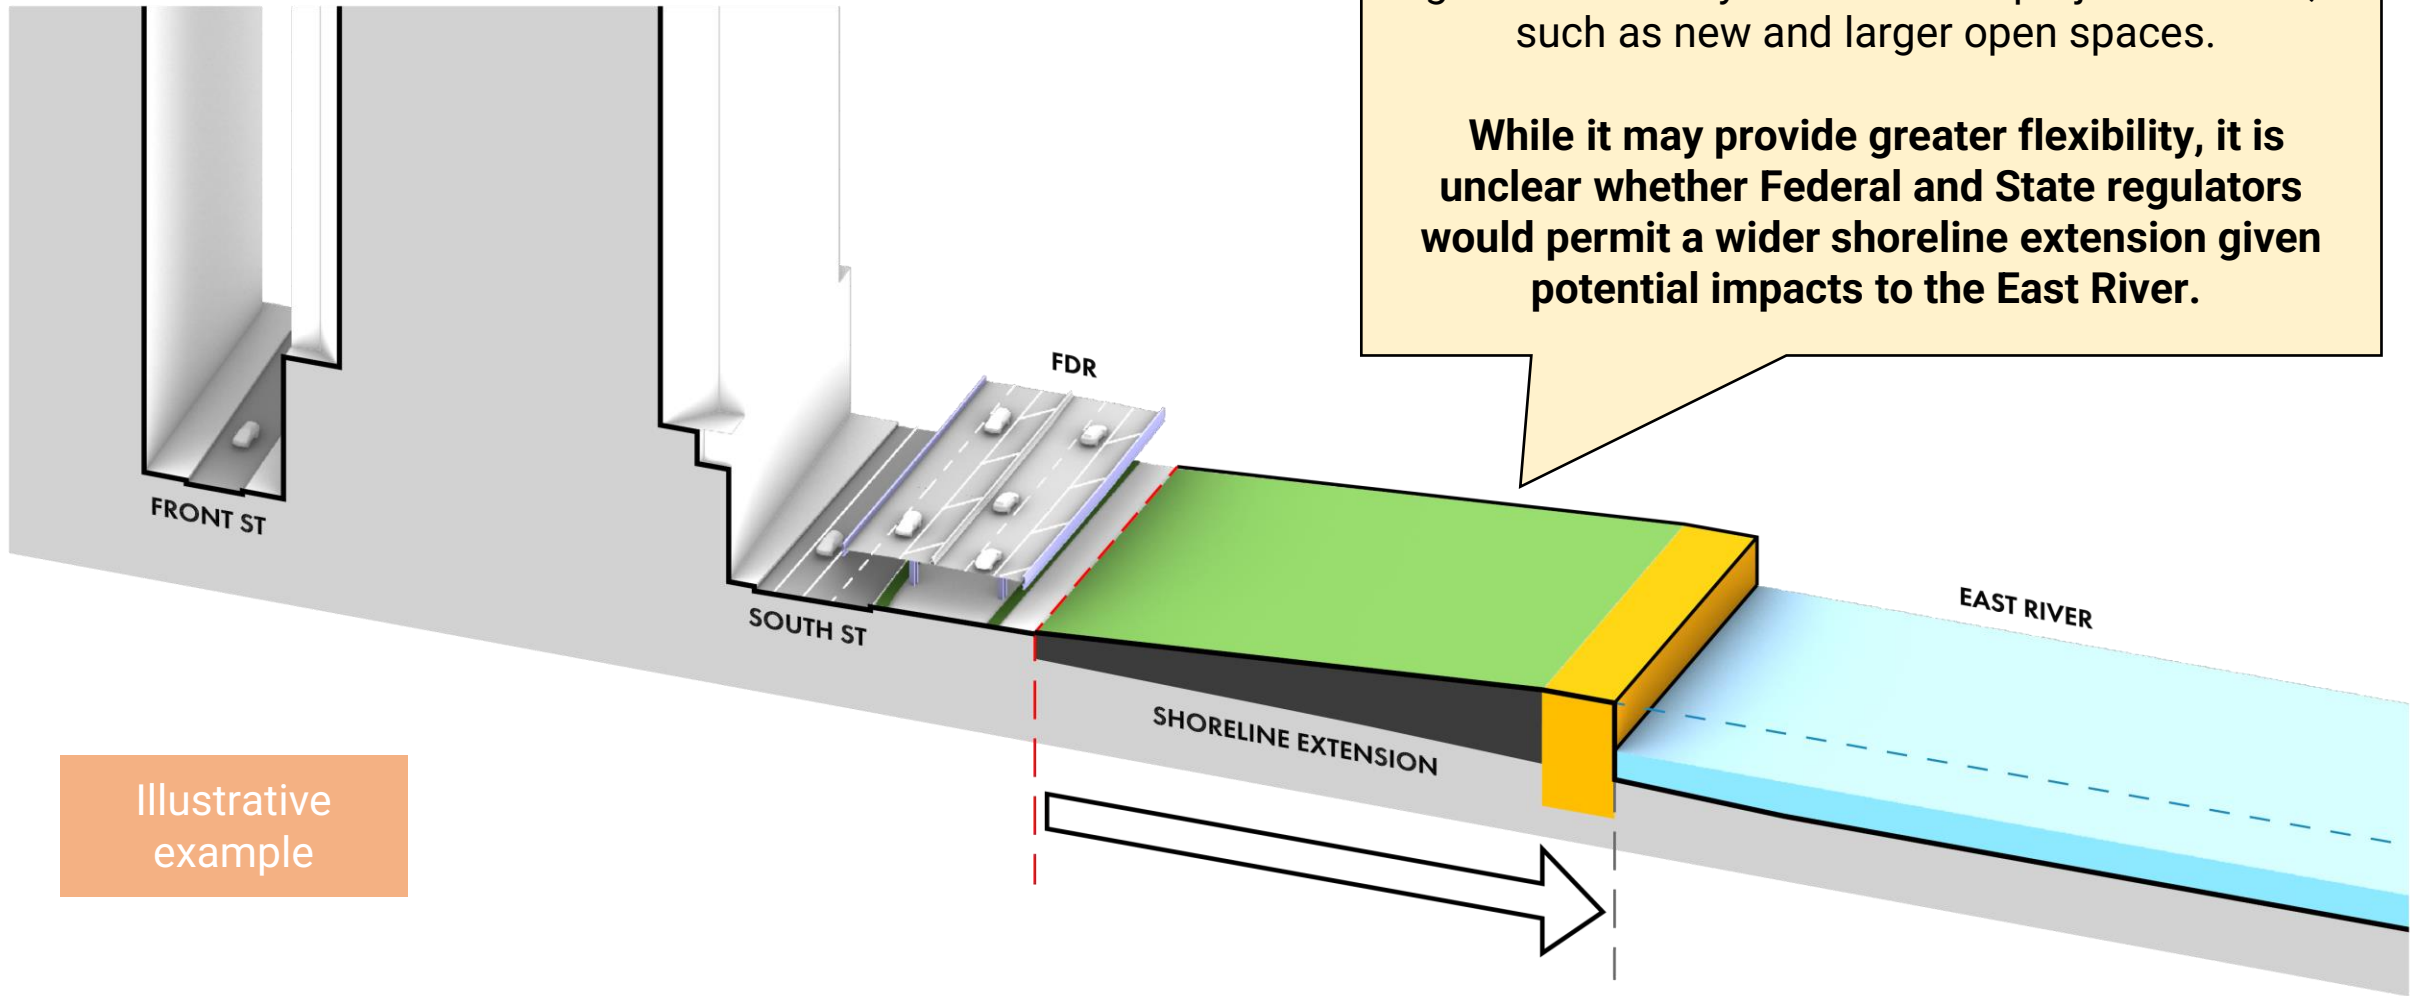 such as new and larger open spaces.
While it may provide greater flexibility, it is
unclear whether Federal and State regulators
would permit a wider shoreline extension given
potential impacts to the East River.
FDR
FRONT ST
SOUTH ST
EAST RIVER
SHORELINE EXTENSION
Illustrative
example